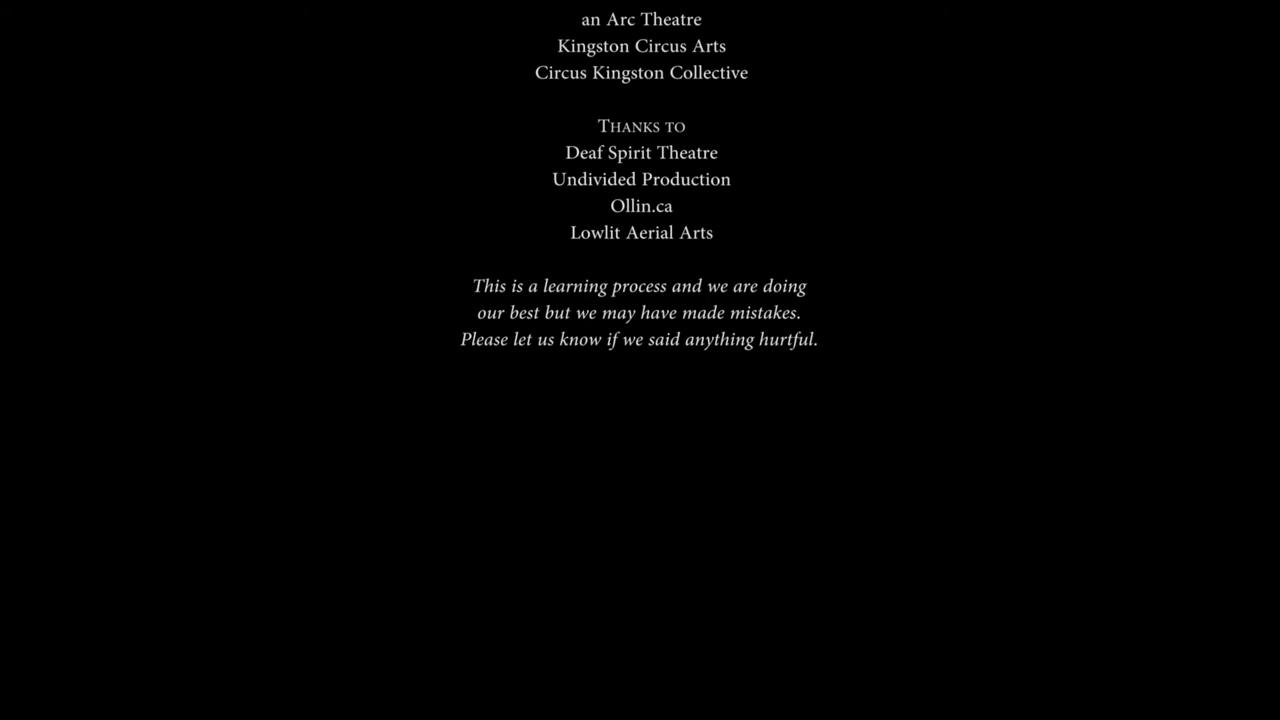 an Arc Theatre
Kingston Circus Arts
Circus Kingston Collective
Thanks to
Deaf Spirit Theatre
Undivided Production
Ollin.ca
Lowlit Aerial Arts
This is a learning process and we are doing
our best but we may have made mistakes.
Please let us know if we said anything hurtful.